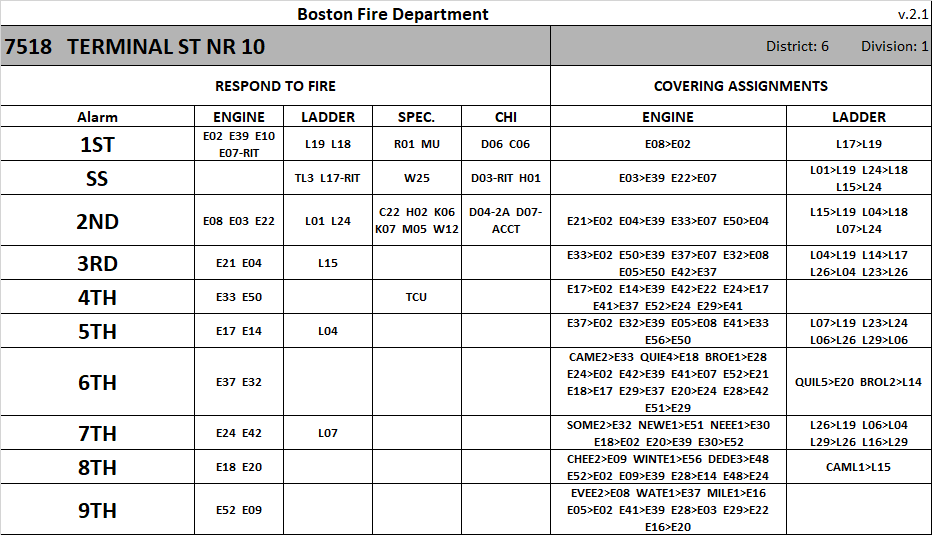 Boston Fire Department v.2.1
7518 TERMINAL ST NR 10 District: 6 Division: 1
RESPOND TO FIRE COVERING ASSIGNMENTS
Alarm ENGINE LADDER SPEC. CHI ENGINE LADDER
1ST
E02 E39 E10
E07-RIT
L19 L18
R01 MU
D06 C06
E08>E02
L17>L19
SS
TL3 L17-RIT
W25
D03-RIT H01
E03>E39 E22>E07
L01>L19 L24>L18
L15>L24
2ND
E08 E03 E22
L01 L24
C22 H02 K06
K07 M05 W12
D04-2A D07-
ACCT
E21>E02 E04>E39 E33>E07 E50>E04
L15>L19 L04>L18
L07>L24
3RD
E21 E04
L15
E33>E02 E50>E39 E37>E07 E32>E08
E05>E50 E42>E37
L04>L19 L14>L17
L26>L04 L23>L26
4TH
E33 E50
TCU
E17>E02 E14>E39 E42>E22 E24>E17
E41>E37 E52>E24 E29>E41
5TH
E17 E14
L04
E37>E02 E32>E39 E05>E08 E41>E33
E56>E50
L07>L19 L23>L24
L06>L26 L29>L06
6TH
E37 E32
CAME2>E33 QUIE4>E18 BROE1>E28
E24>E02 E42>E39 E41>E07 E52>E21
E18>E17 E29>E37 E20>E24 E28>E42
E51>E29
QUIL5>E20 BROL2>L14
7TH
E24 E42
L07
SOME2>E32 NEWE1>E51 NEEE1>E30
E18>E02 E20>E39 E30>E52
L26>L19 L06>L04
L29>L26 L16>L29
8TH
E18 E20
CHEE2>E09 WINTE1>E56 DEDE3>E48
E52>E02 E09>E39 E28>E14 E48>E24
CAML1>L15
9TH
E52 E09
EVEE2>E08 WATE1>E37 MILE1>E16
E05>E02 E41>E39 E28>E03 E29>E22
E16>E20